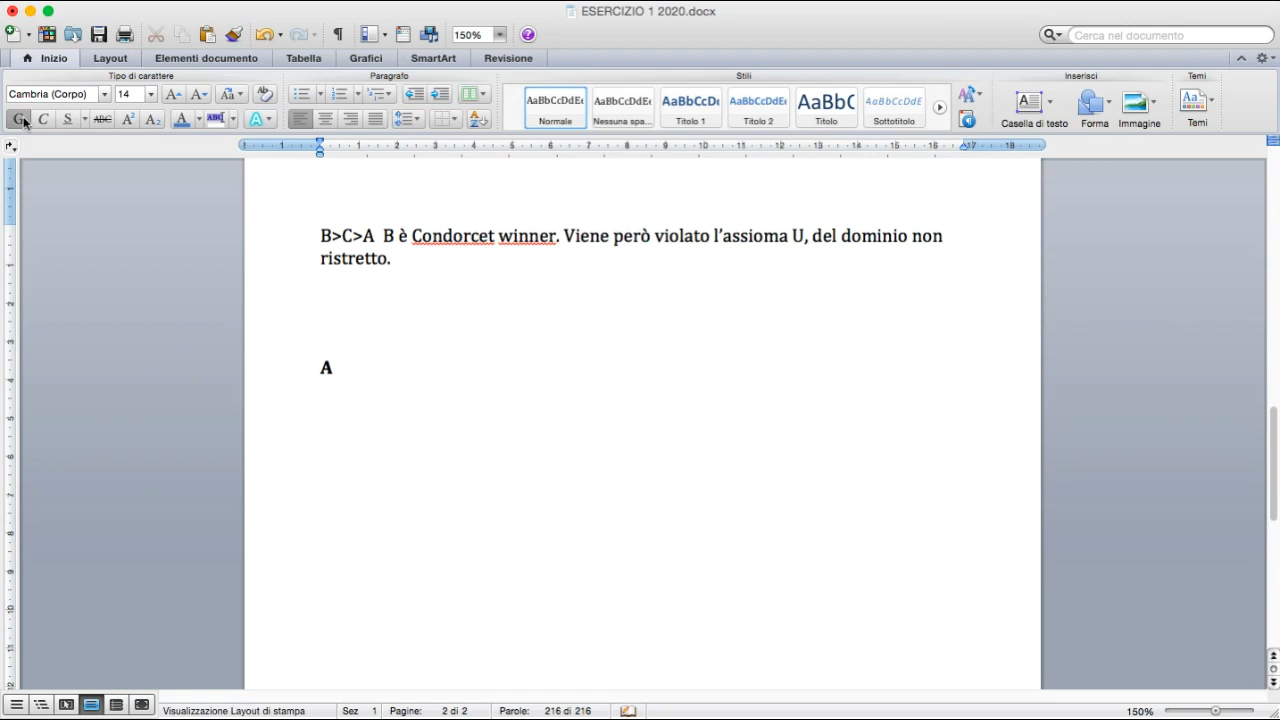 ESERCIZIO 1 2020.docx
150%
Cerca nel documento
Inizio
Layout
Elementi documento
Tabella
Grafici
SmartArt
Revisione
Tipo di carattere
Paragrafo
Stili
Inserisci
Temi
Cambria (Corpo)
14
AaBbCcDdEe
Normale
AaBbCcDdEe
Nessuna spa...
AaBbCcDc
Titolo 1
AaBbCcDdEe
Titolo 2
AaBbC
Titolo
AaBbCcDdE
Sottotitolo
Casella di testo
Forma
Immagine
Temi
B>C>A B è Condorcet winner. Viene però violato l'assioma U, del dominio non
ristretto.
A
Visualizzazione Layout di stampa
Sez 1
Pagine: 2 di 2
Parole: 216 di 216
150%